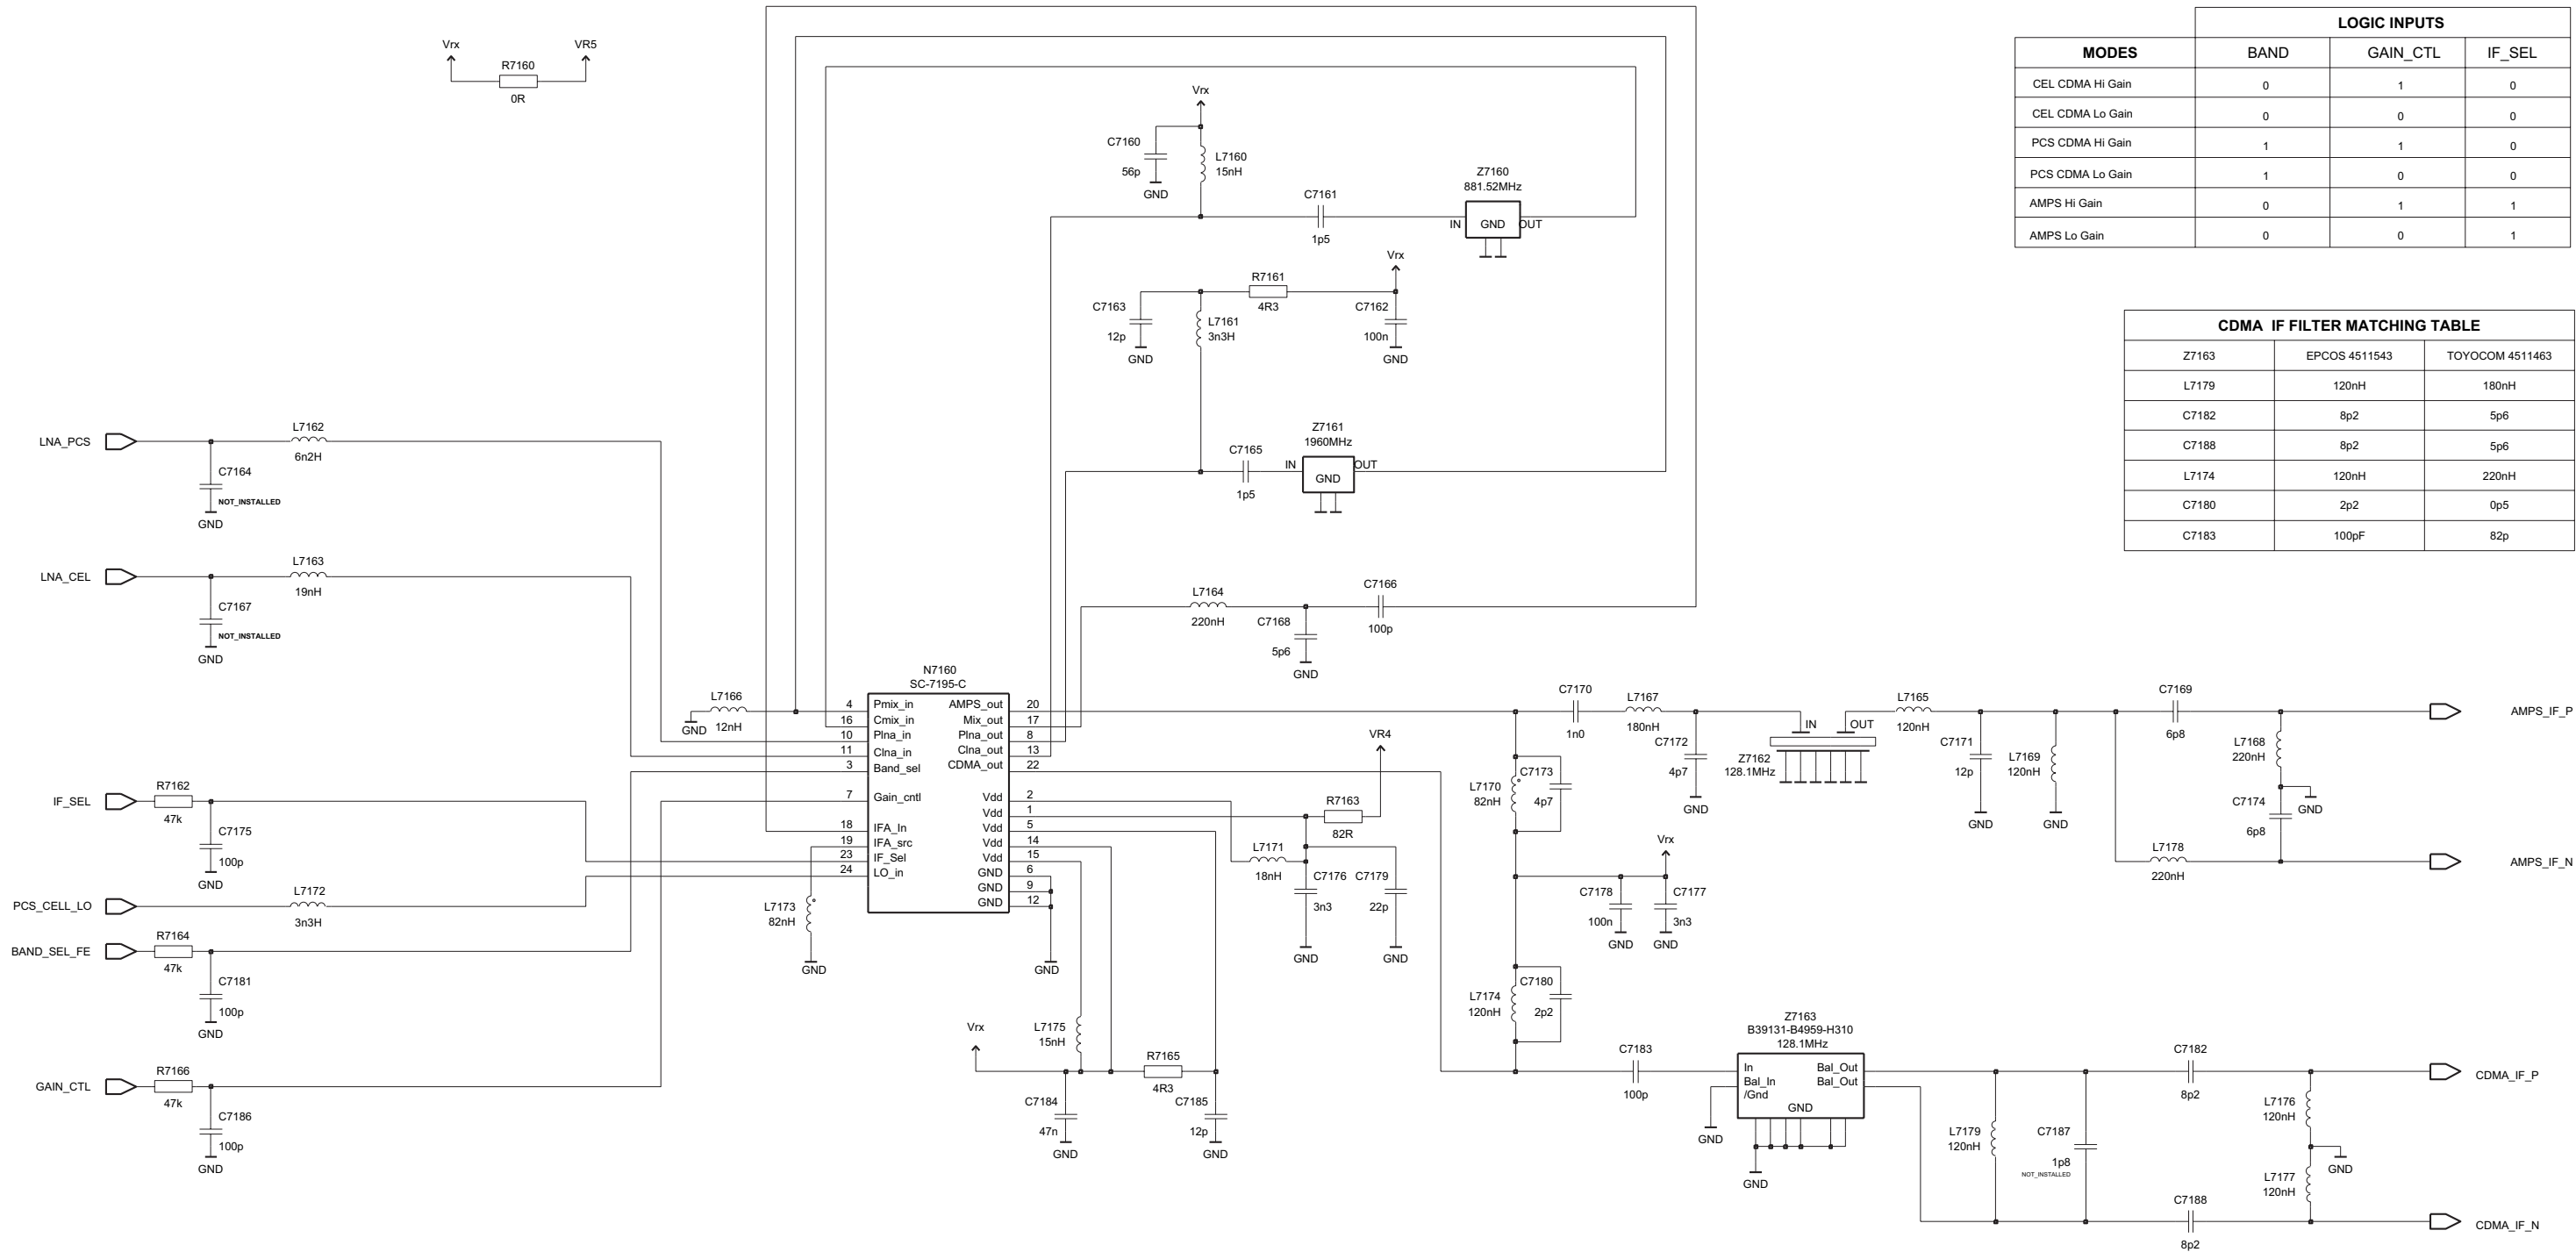 Vrx
VR5
R7160
0R
LOGIC INPUTS
MODES BAND GAIN_CTL IF_SEL
CEL CDMA Hi Gain 0 1 0
CEL CDMA Lo Gain 0 0 0
PCS CDMA Hi Gain 1 1 0
PCS CDMA Lo Gain 1 0 0
AMPS Hi Gain 0 1 1
AMPS Lo Gain 0 0 1
CDMA IF FILTER MATCHING TABLE
Z7163 EPCOS 4511543 TOYOCOM 4511463
L7179 120nH 180nH
C7182 8p2 5p6
C7188 8p2 5p6
L7174 120nH 220nH
C7180 2p2 0p5
C7183 100pF 82p
Vrx
C7160
56p
GND
L7160
15nH
C7161
1p5
Z7160
881.52MHz
IN GND OUT
Vrx
R7161
4R3
C7163
12p
GND
L7161
3n3H
C7162
100n
GND
Z7161
1960MHz
C7165
1p5
IN OUT
GND
LNA_PCS
L7162
6n2H
C7164
NOT_INSTALLED
GND
LNA_CEL
L7163
19nH
C7167
NOT_INSTALLED
GND
L7164
220nH
C7168
5p6
GND
C7166
100p
N7160
SC-7195-C
L7166
12nH
GND
4 Pmix_in AMPS_out 20
16 Cmix_in Mix_out 17
10 Plna_in Plna_out 8
11 Clna_in Clna_out 13
3 Band_sel CDMA_out 22
7 Gain_cntl Vdd 2
Vdd 1
18 IFA_In Vdd 5
19 IFA_src Vdd 14
23 IF_Sel Vdd 15
24 LO_in GND 6
GND 9
GND 12
GND
IF_SEL
R7162
47k
C7175
100p
GND
PCS_CELL_LO
L7172
3n3H
BAND_SEL_FE
R7164
47k
C7181
100p
GND
GAIN_CTL
R7166
47k
C7186
100p
GND
L7173
82nH
GND
VR4
R7163
82R
L7171
18nH
C7176
3n3
GND
C7179
22p
GND
Vrx
L7175
15nH
R7165
4R3
C7184
47n
GND
C7185
12p
GND
C7170
1n0
L7167
180nH
C7172
4p7
GND
L7170
82nH
C7173
4p7
Z7162
128.1MHz
IN OUT
L7165
120nH
C7171
12p
GND
L7169
120nH
GND
C7169
6p8
L7168
220nH
GND
C7174
6p8
L7178
220nH
AMPS_IF_P
AMPS_IF_N
Vrx
C7178
100n
GND
C7177
3n3
GND
L7174
120nH
C7180
2p2
C7183
100p
Z7163
B39131-B4959-H310
128.1MHz
In Bal_Out
Bal_In Bal_Out
/Gnd
GND
GND
GND
L7179
120nH
C7187
1p8
NOT_INSTALLED
C7182
8p2
L7176
120nH
GND
L7177
120nH
C7188
8p2
CDMA_IF_P
CDMA_IF_N